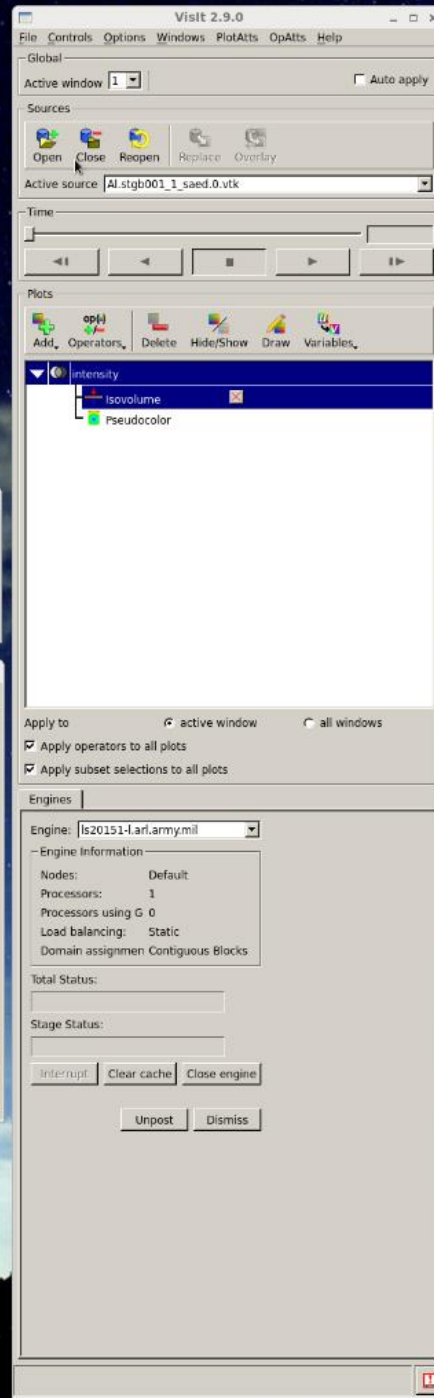 VisIt 2.9.0
File Controls Options Windows PlotAtts OpAtts Help
Global
Active window 1 Auto apply
Sources
Open Close Reopen Replace Overlay
Active source Al.stgb001_1_saed.0.vtk
Time
Plots
op(+)
Add Operators Delete Hide/Show Draw Variables
intensity
Isovolume
Pseudocolor
Apply to active window all windows
Apply operators to all plots
Apply subset selections to all plots
Engines
Engine: ls20151-l.arl.army.mil
Engine Information
Nodes: Default
Processors: 1
Processors using G 0
Load balancing: Static
Domain assignmen Contiguous Blocks
Total Status:
Stage Status:
Interrupt Clear cache Close engine
Unpost Dismiss